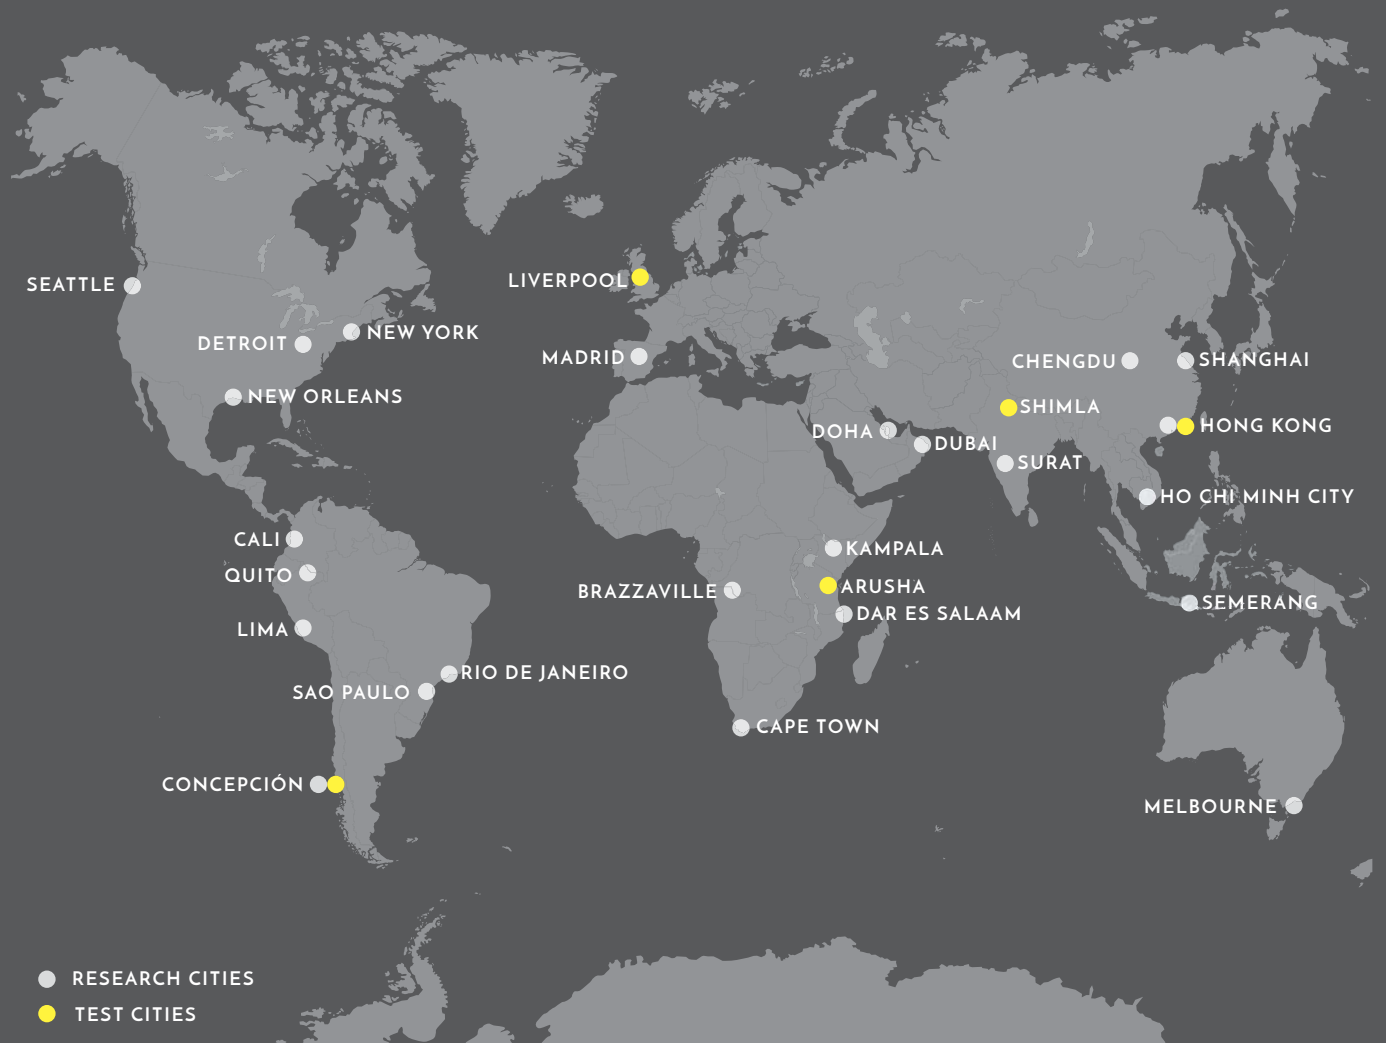 SEATTLE
DETROIT
NEW YORK
NEW ORLEANS
LIVERPOOL
MADRID
CHENGDU
SHANGHAI
SHIMLA
HONG KONG
DOHA
DUBAI
SURAT
HO CHI MINH CITY
CALI
QUITO
LIMA
KAMPALA
BRAZZAVILLE
ARUSHA
DAR ES SALAAM
SEMERANG
RIO DE JANEIRO
SAO PAULO
CAPE TOWN
CONCEPCIÓN
MELBOURNE
RESEARCH CITIES
TEST CITIES